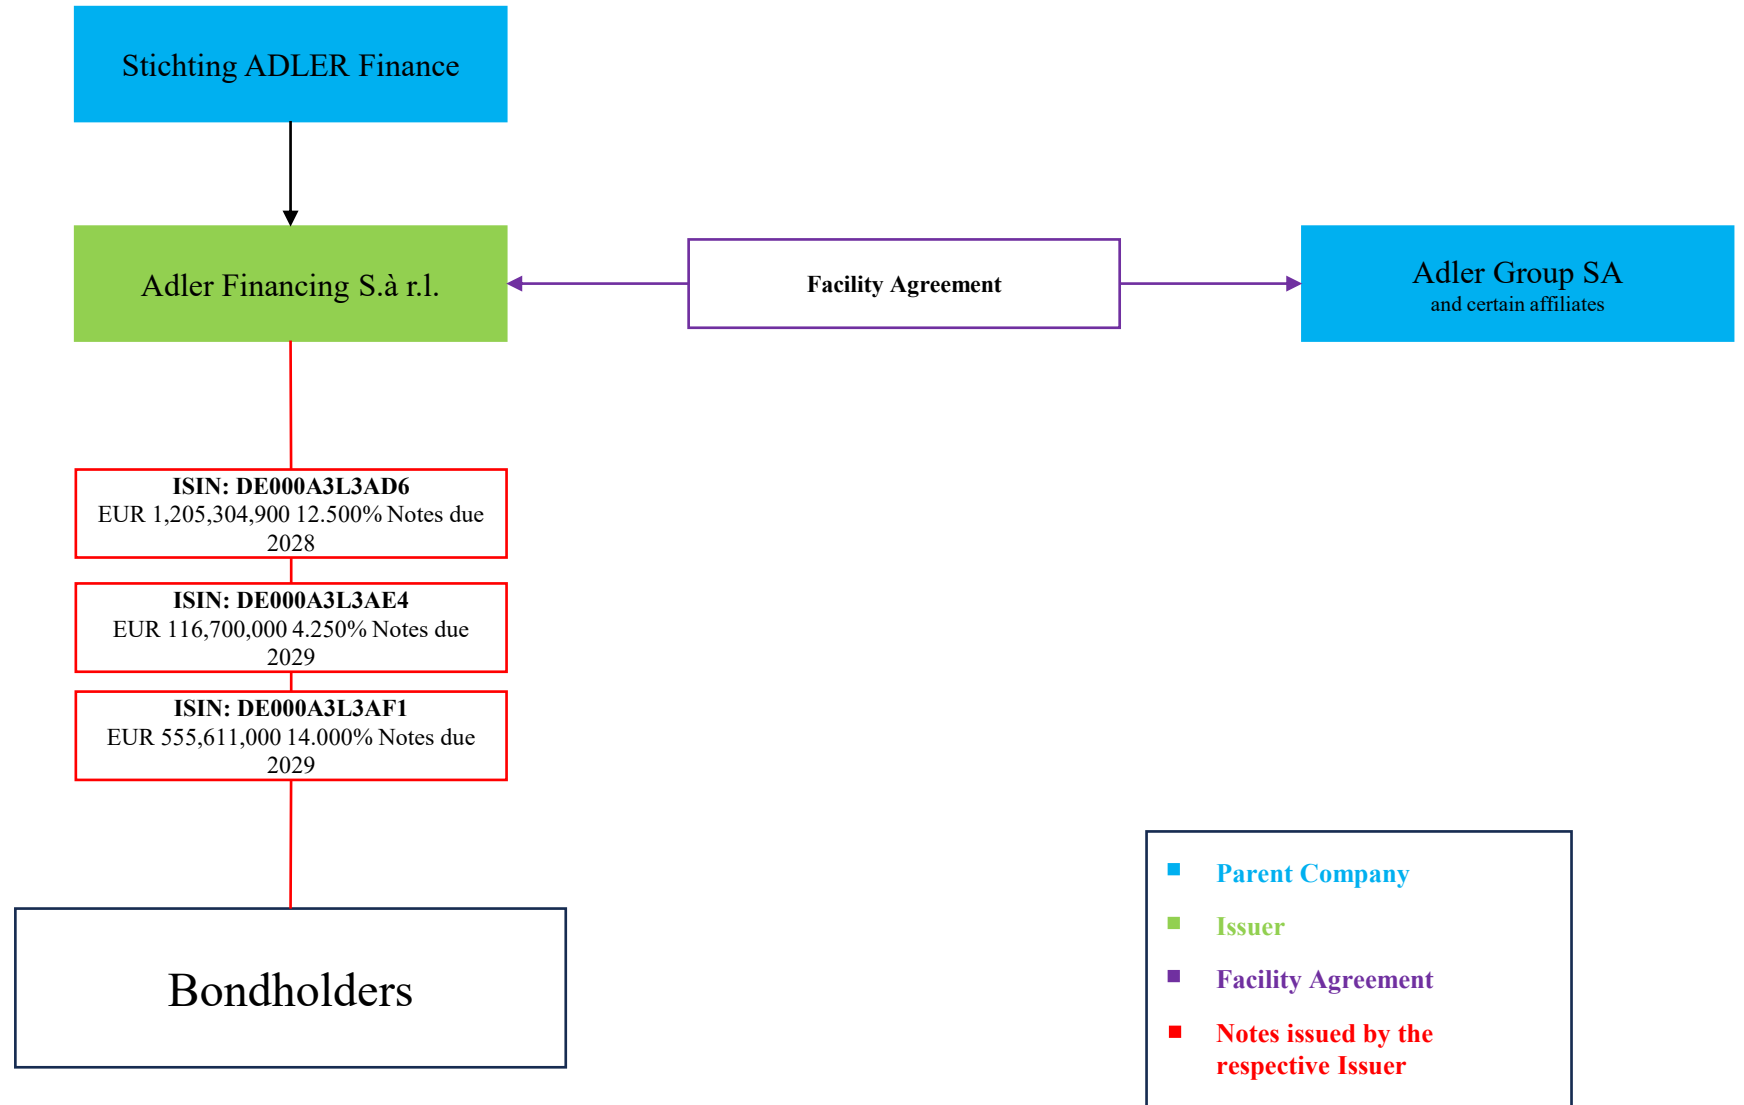 Stichting ADLER Finance
Adler Financing S.à r.l.
Facility Agreement
Adler Group SA
and certain affiliates
ISIN: DE000A3L3AD6
EUR 1,205,304,900 12.500% Notes due
2028
ISIN: DE000A3L3AE4
EUR 116,700,000 4.250% Notes due
2029
ISIN: DE000A3L3AF1
EUR 555,611,000 14.000% Notes due
2029
Bondholders
Parent Company
Issuer
Facility Agreement
Notes issued by the
respective Issuer